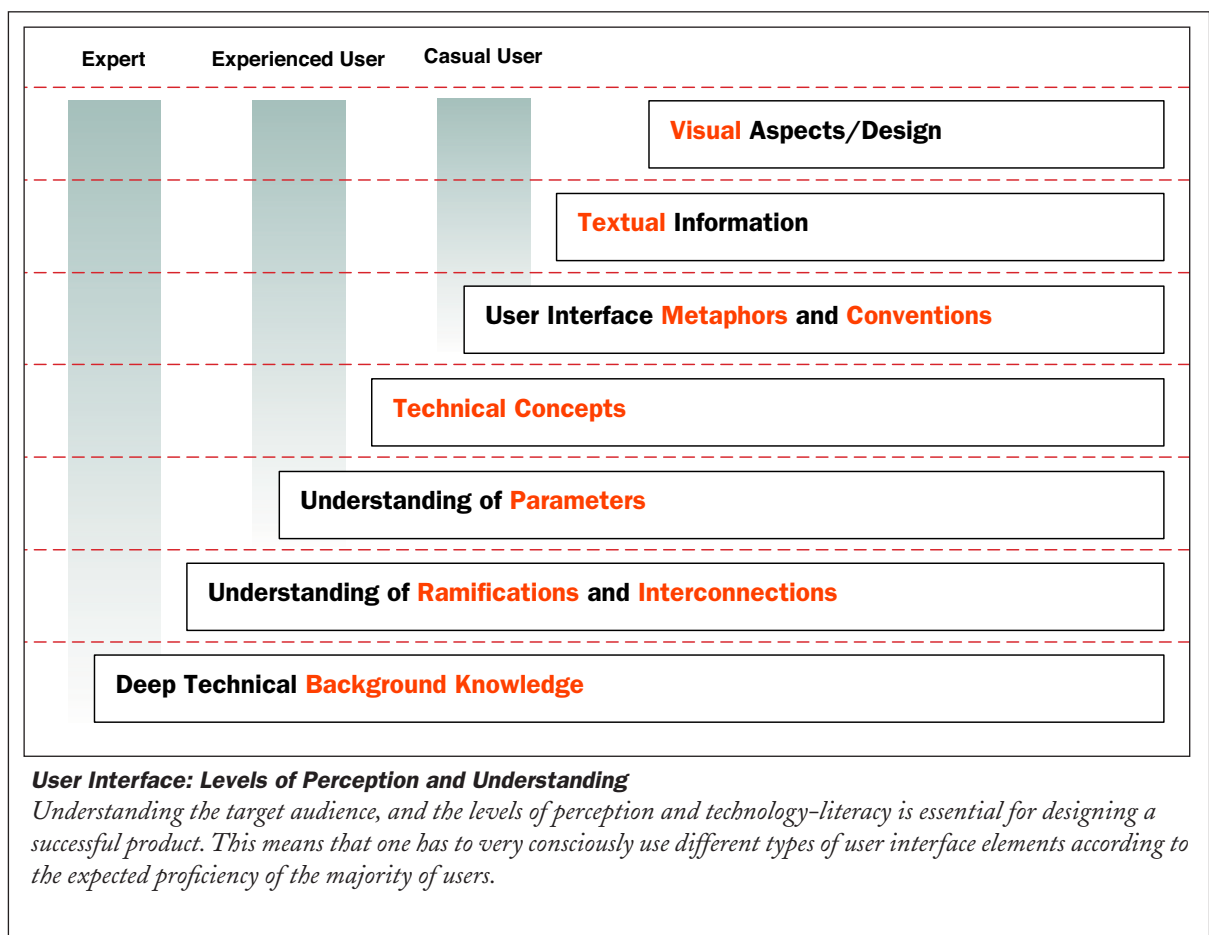 Expert Experienced User Casual User
Visual Aspects/Design
Textual Information
User Interface Metaphors and Conventions
Technical Concepts
Understanding of Parameters
Understanding of Ramifications and Interconnections
Deep Technical Background Knowledge
User Interface: Levels of Perception and Understanding
Understanding the target audience, and the levels of perception and technology-literacy is essential for designing a
successful product. This means that one has to very consciously use different types of user interface elements according to
the expected proficiency of the majority of users.